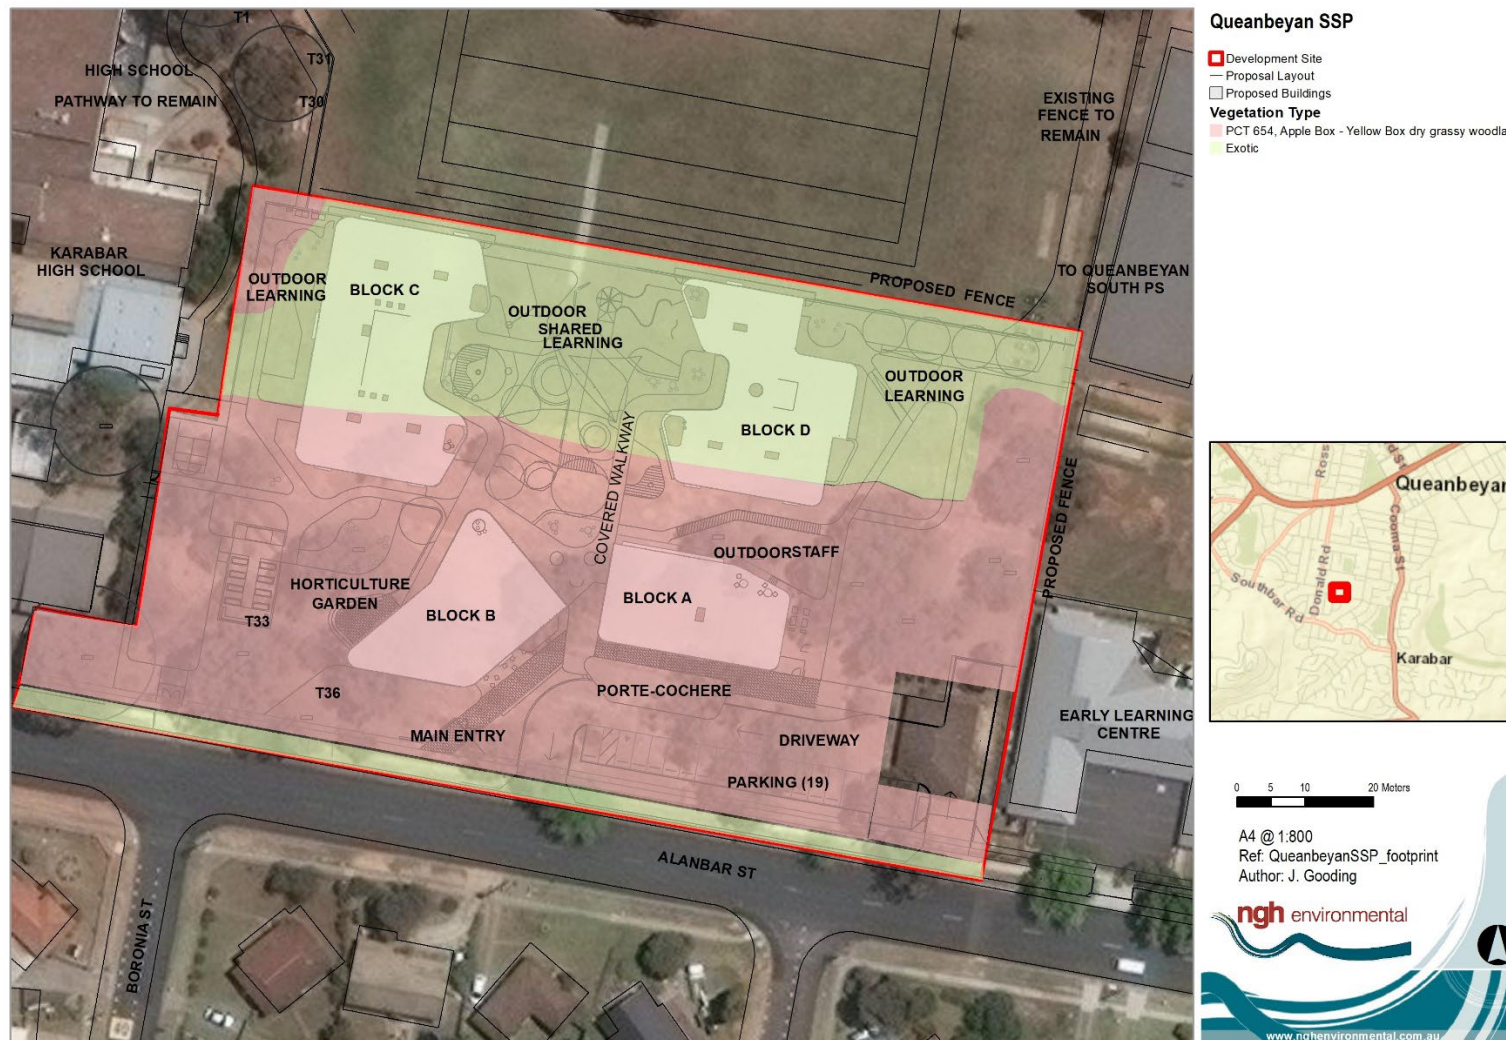 T1
T31
HIGH SCHOOL
PATHWAY TO REMAIN
T30
EXISTING
FENCE TO
REMAIN
KARABAR
HIGH SCHOOL
OUTDOOR
LEARNING
BLOCK C
OUTDOOR
SHARED
LEARNING
PROPOSED FENCE
TO QUEANBEYAN
SOUTH PS
OUTDOOR
LEARNING
BLOCK D
COVERED WALKWAY
PROPOSED FENCE
OUTDOOR STAFF
HORTICULTURE
GARDEN
BLOCK B
BLOCK A
T33
T36
PORTE-COCHERE
MAIN ENTRY
DRIVEWAY
PARKING (19)
EARLY LEARNING
CENTRE
ALANBAR ST
BORONIA ST
40
Queanbeyan SSP
Development Site
Proposal Layout
Proposed Buildings
Vegetation Type
PCT 654, Apple Box - Yellow Box dry grassy woodla
Exotic
Ross
d St
Queanbeyan
Cooma St
Donald Rd
Southbar Rd
Karabar
0 5 10 20 Meters
A4 @ 1:800
Ref: QueanbeyanSSP_footprint
Author: J. Gooding
ngh environmental
www.nghenvironmental.com.au